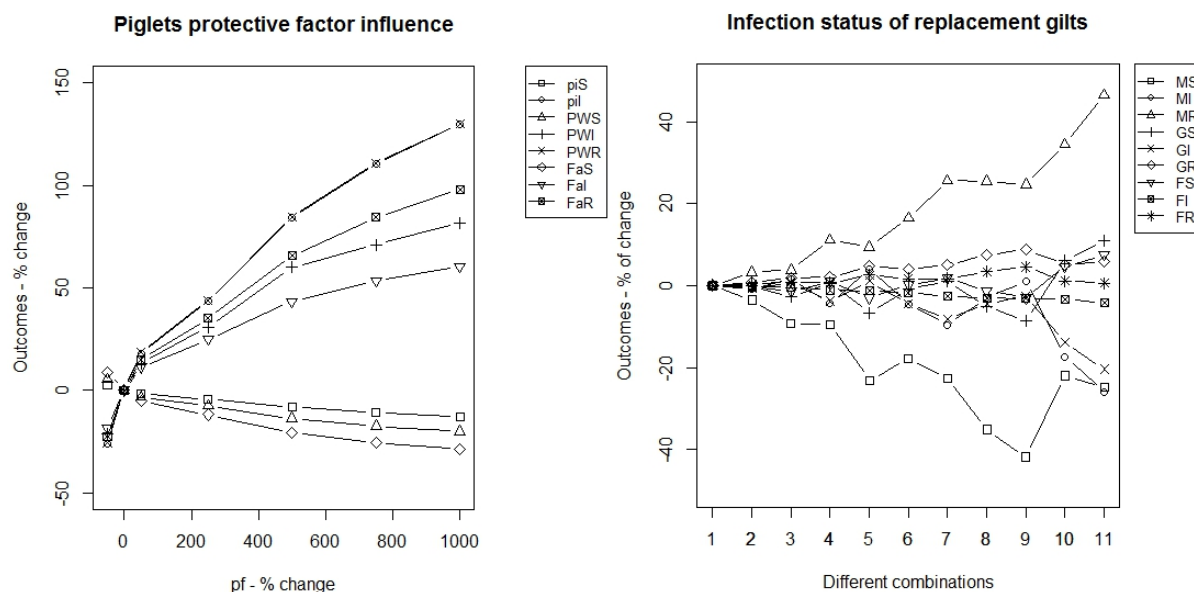 Piglets protective factor influence
Outcomes - % change
150
100
50
0
-50
0 200 400 600 800 1000
pf - % change
piS
piI
PWS
PWI
PWR
FaS
FaI
FaR
Infection status of replacement gilts
Outcomes - % of change
40
20
0
-20
-40
1 2 3 4 5 6 7 8 9 10 11
Different combinations
MS
MI
MR
GS
GI
GR
FS
FI
FR